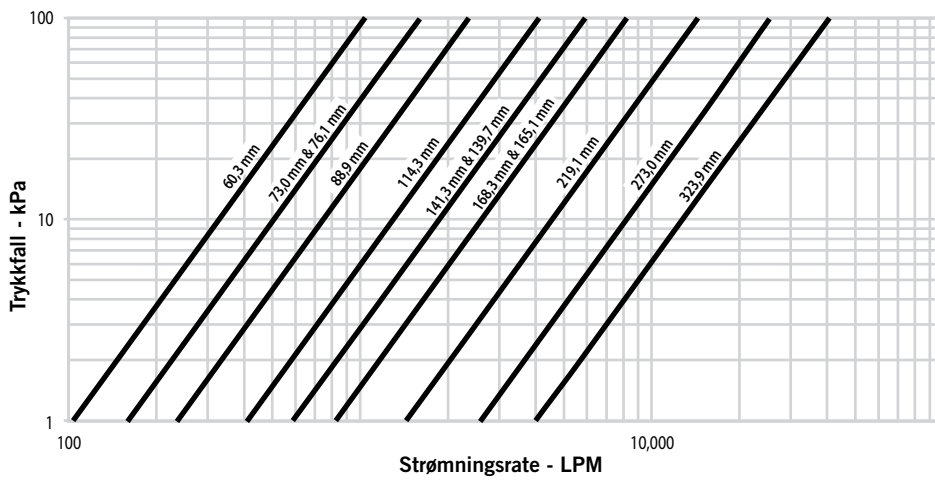 100
10
1
Trykkfall - kPa
60,3 mm
73,0 mm & 76,1 mm
88,9 mm
114,3 mm
141,3 mm & 139,7 mm
168,3 mm & 165,1 mm
219,1 mm
273,0 mm
323,9 mm
100
10,000
Strømningsrate - LPM